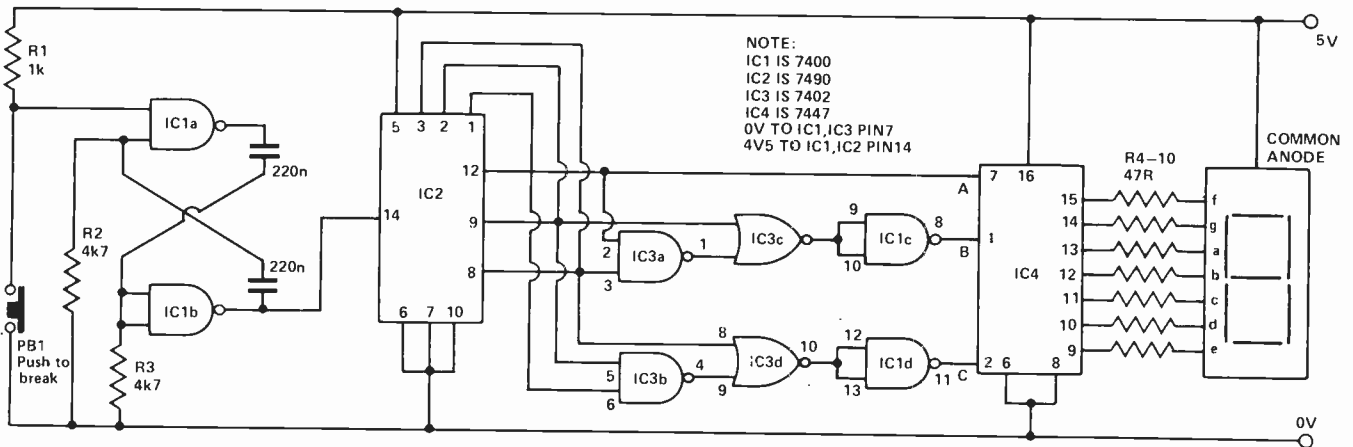 R1
1k
IC1a
220n
R2
4k7
220n
IC1b
PB1
Push to
break
R3
4k7
5 3 2 1
12
IC2
14
9
8
6 7 10
NOTE:
IC1 IS 7400
IC2 IS 7490
IC3 IS 7402
IC4 IS 7447
0V TO IC1,IC3 PIN7
4V5 TO IC1,IC2 PIN14
2
3
IC3a
1
IC3c
9
10
IC1c
8
5
6
IC3b
4
8
9
IC3d
10
12
13
IC1d
11
A
B
C
7 16
1
IC4
2 6 8
15
14
13
12
11
10
9
R4–10
47R
COMMON
ANODE
f
g
a
b
c
d
e
5V
0V